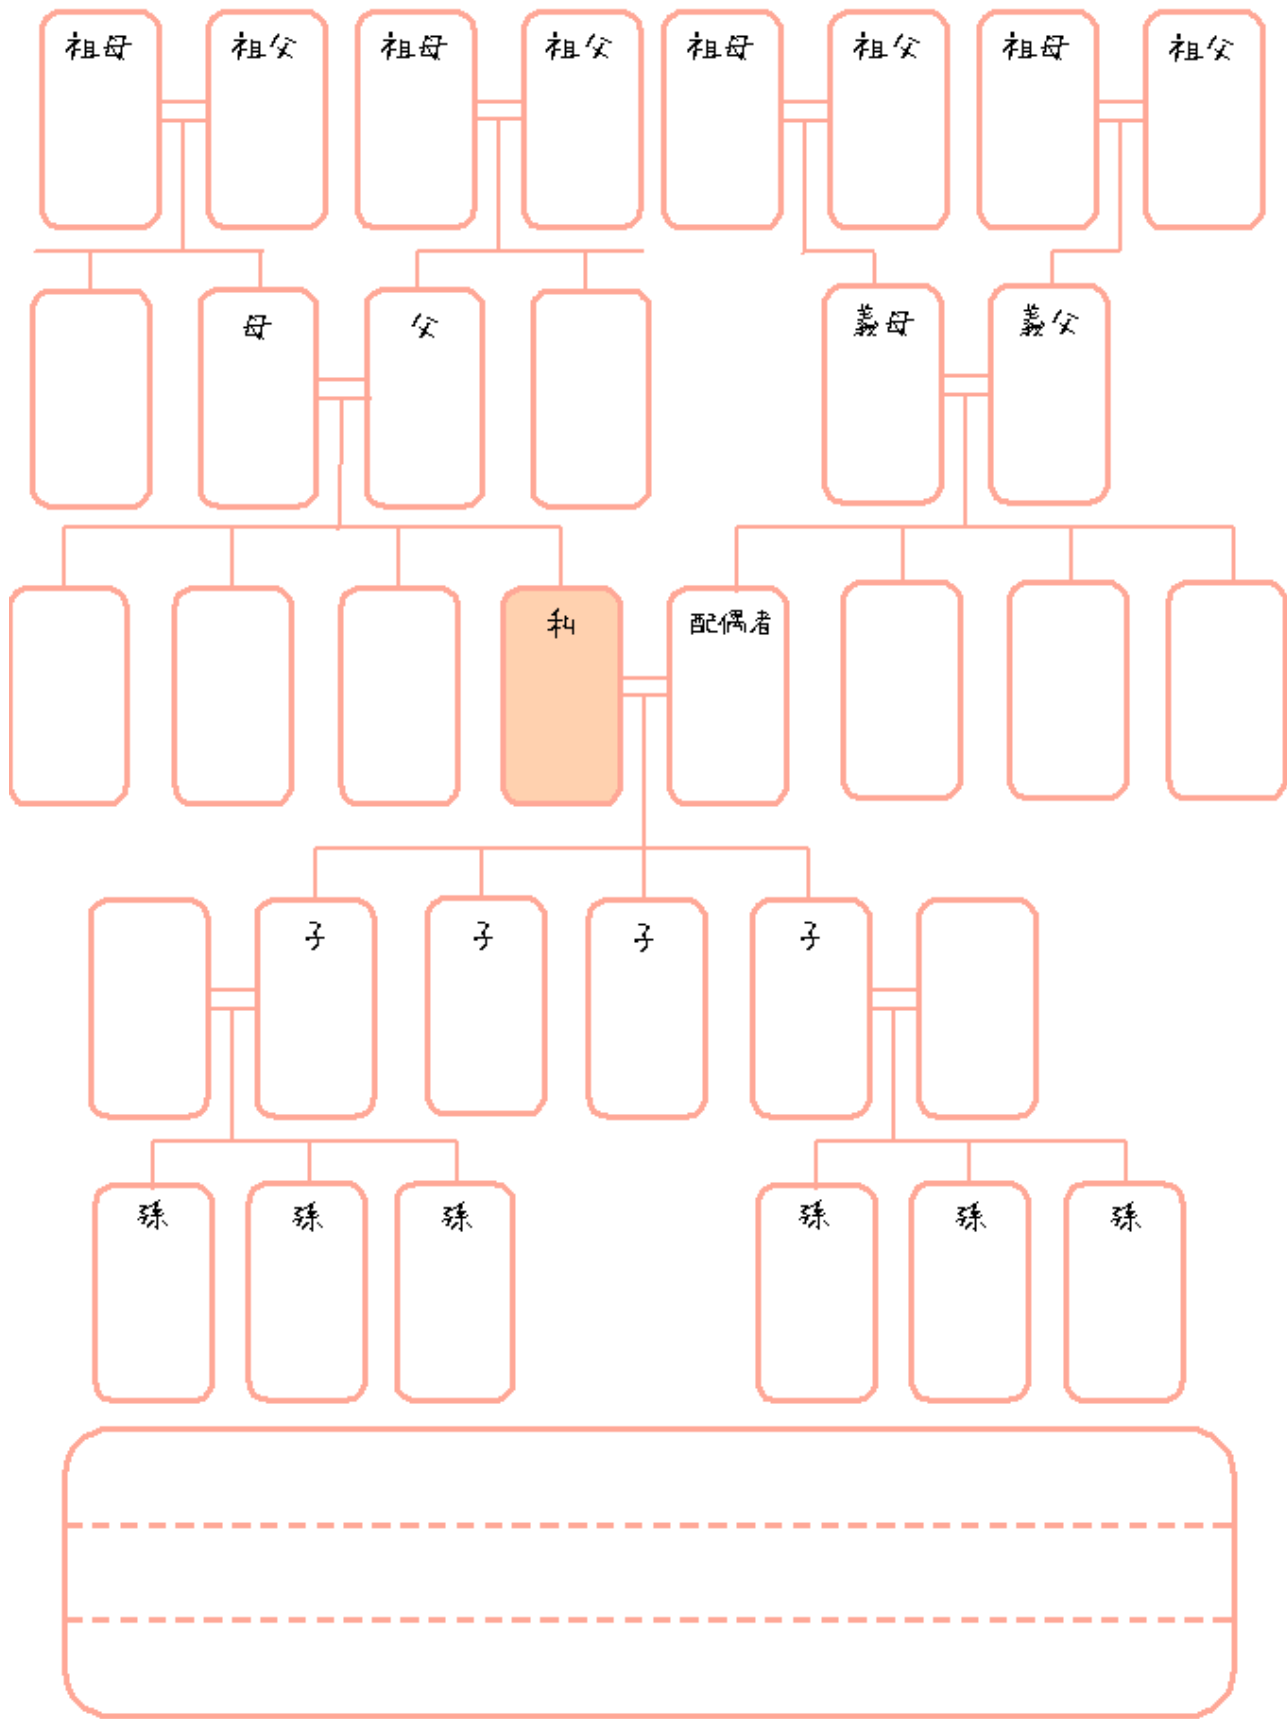 祖母 祖父 祖母 祖父 祖母 祖父 祖母 祖父
母 父 義母 義父
私 配偶者
子 子 子 子
孫 孫 孫 孫 孫 孫